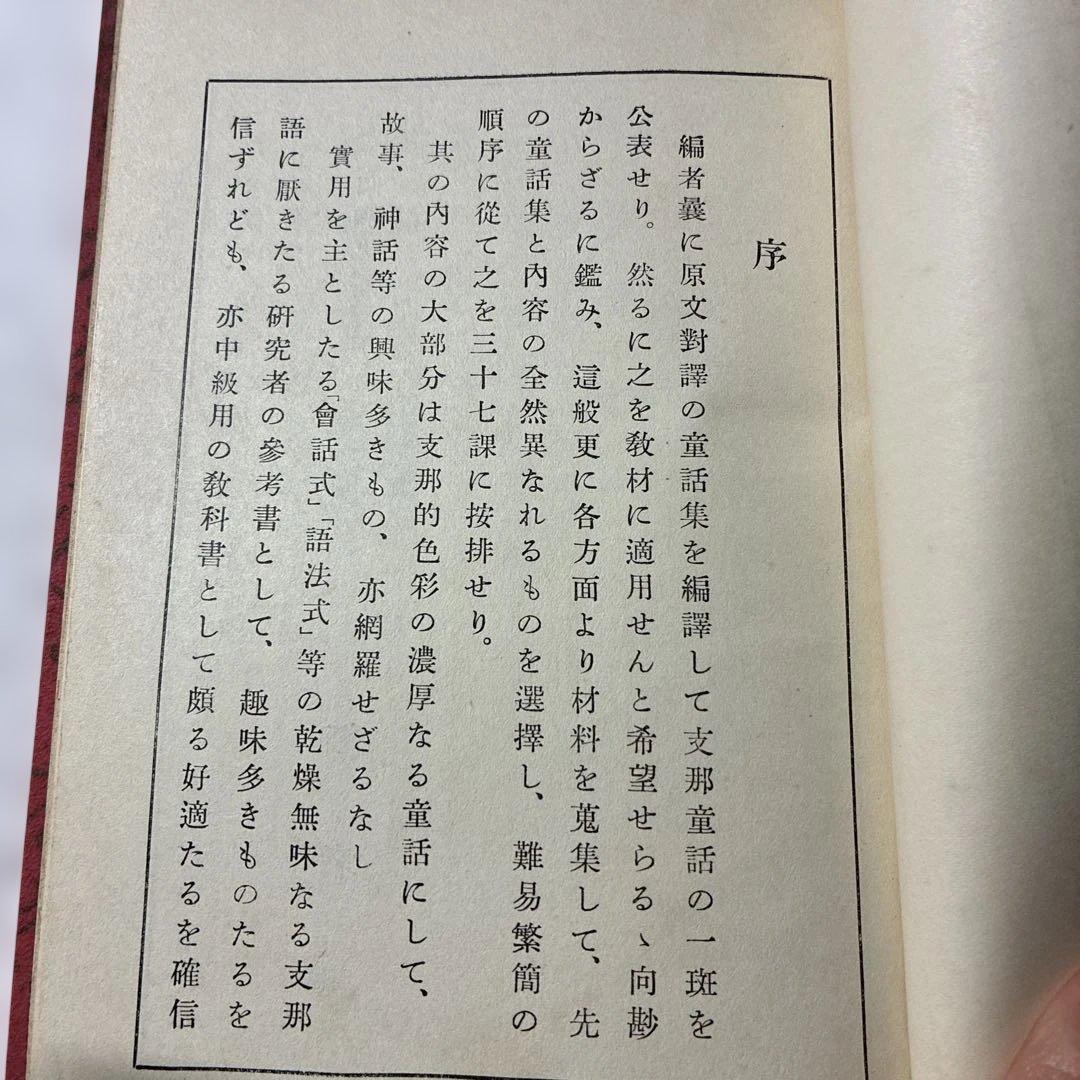 序
編者曩に原文對譯の童話集を編譯して支那童話の一斑を
公表せり。然るに之を敎材に適用せんと希望せらるゝ向尠
からざるに鑑み、這般更に各方面より材料を蒐集して、先
の童話集と內容の全然異なれるものを選擇し、難易繁簡の
順序に從て之を三十七課に按排せり。
其の內容の大部分は支那的色彩の濃厚なる童話にして、
故事、神話等の興味多きもの、亦網羅せざるなし
實用を主としたる「會話式」「語法式」等の乾燥無味なる支那
語に厭きたる硏究者の參考書として、趣味多きものたるを
信ずれども、亦中級用の敎科書として頗る好適たるを確信